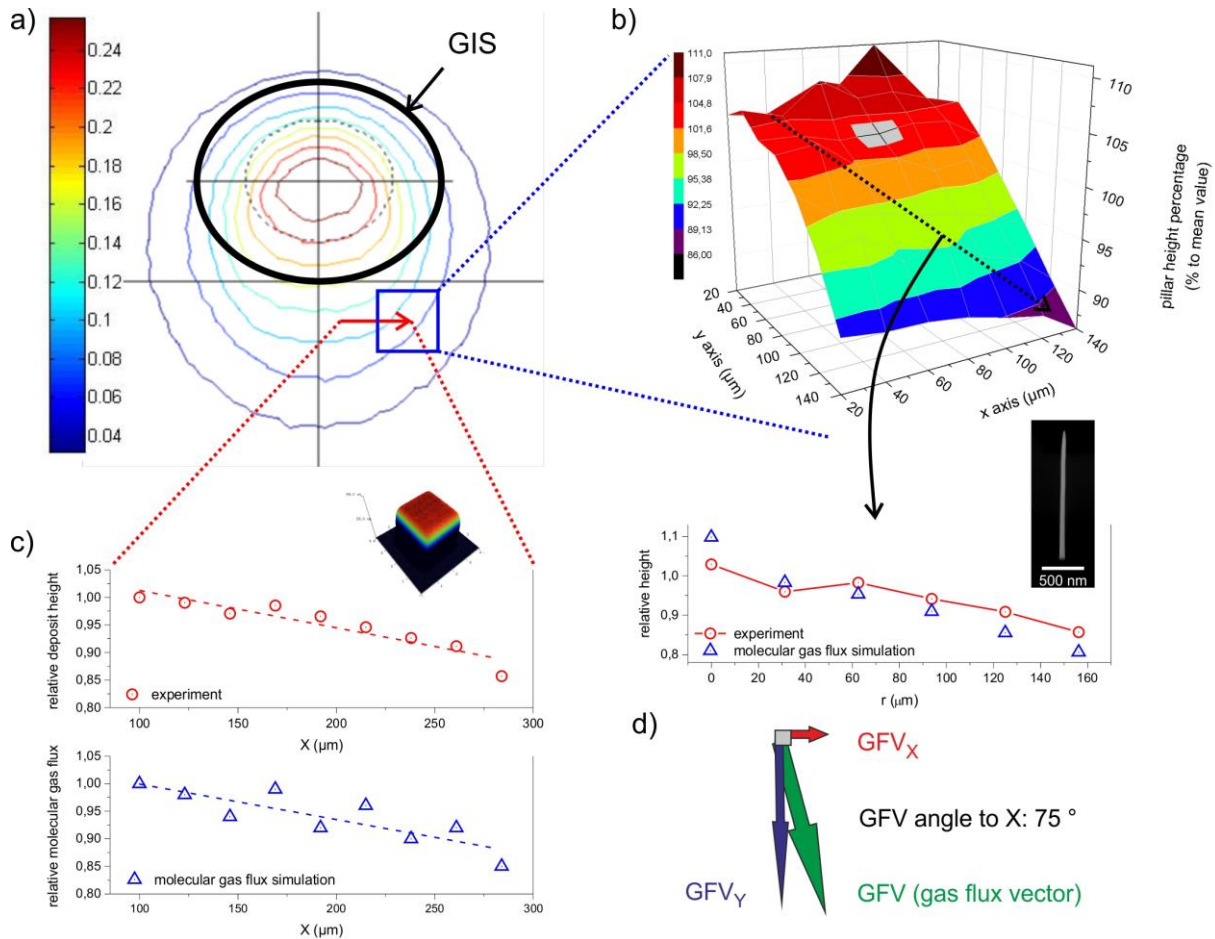 a)
GIS
0.24
0.22
0.2
0.18
0.16
0.14
0.12
0.1
0.08
0.06
0.04
b)
111,0
107,9
104,8
101,6
98,50
95,38
92,25
89,13
86,00
110
105
100
95
90
pillar height percentage
(% to mean value)
20
40
60
80
100
120
140
y axis (µm)
20
40
60
80
100
120
140
x axis (µm)
500 nm
1,1
1,0
0,9
0,8
relative height
experiment
molecular gas flux simulation
0 20 40 60 80 100 120 140 160
r (µm)
c)
1,05
1,00
0,95
0,90
0,85
0,80
relative deposit height
experiment
100 150 200 250 300
X (µm)
1,05
1,00
0,95
0,90
0,85
0,80
relative molecular gas flux
molecular gas flux simulation
100 150 200 250 300
X (µm)
d)
GFVX
GFV angle to X: 75 °
GFVY
GFV (gas flux vector)